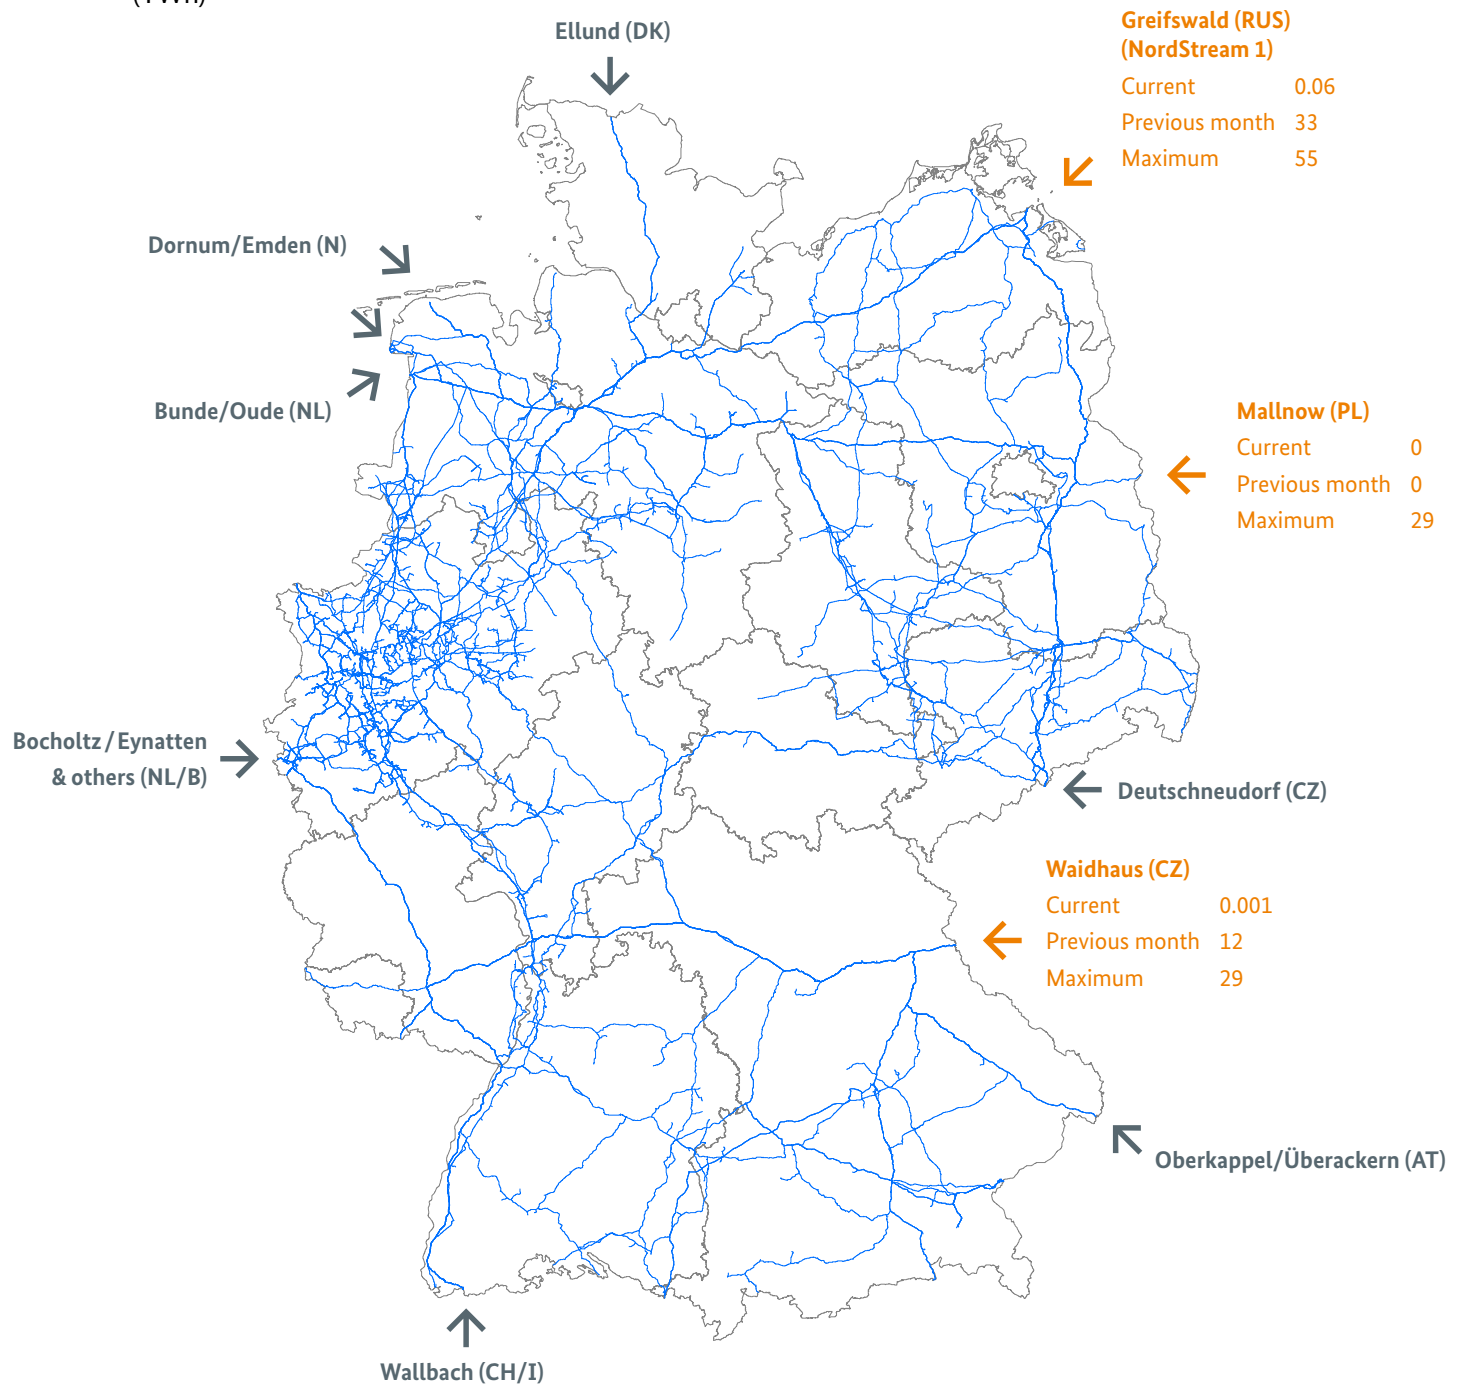 (TWh)
Ellund (DK)
Greifswald (RUS)
(NordStream 1)
Current 0.06
Previous month 33
Maximum 55
Dornum/Emden (N)
Bunde/Oude (NL)
Mallnow (PL)
Current 0
Previous month 0
Maximum 29
Bocholtz / Eynatten
& others (NL/B)
Deutschneudorf (CZ)
Waidhaus (CZ)
Current 0.001
Previous month 12
Maximum 29
Oberkappel/Überackern (AT)
Wallbach (CH/I)